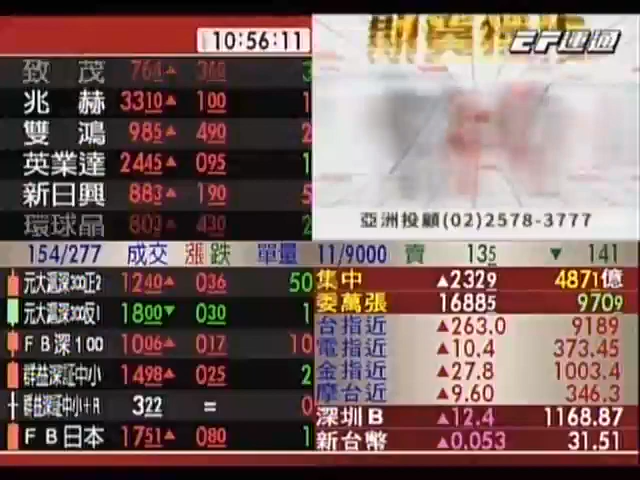 10:56:11
致茂 764▲ 380 3
兆赫 3310▲ 100 1
雙鴻 985▲ 490 2
英業達 2445▲ 095 1
新日興 883▲ 190 5
環球晶 803▲ 430 2
亞洲投顧(02)2578-3777
154/277 成交 漲跌 單量 11/9000 賣 135 ▼ 141
元大滬深300正2 1240▲ 036 50
元大滬深300反1 1800▼ 030 1
FB深100 1006▲ 017 10
群益深証中小 1498▲ 025 2
群益深証中小+R 322 = 0
FB日本 1751▲ 080 1
集中 ▲2329 4871億
委萬張 16885 9709
台指近 ▲263.0 9189
電指近 ▲10.4 373.45
金指近 ▲27.8 1003.4
摩台近 ▲9.60 346.3
深圳B ▲12.4 1168.87
新台幣 ▲0.053 31.51